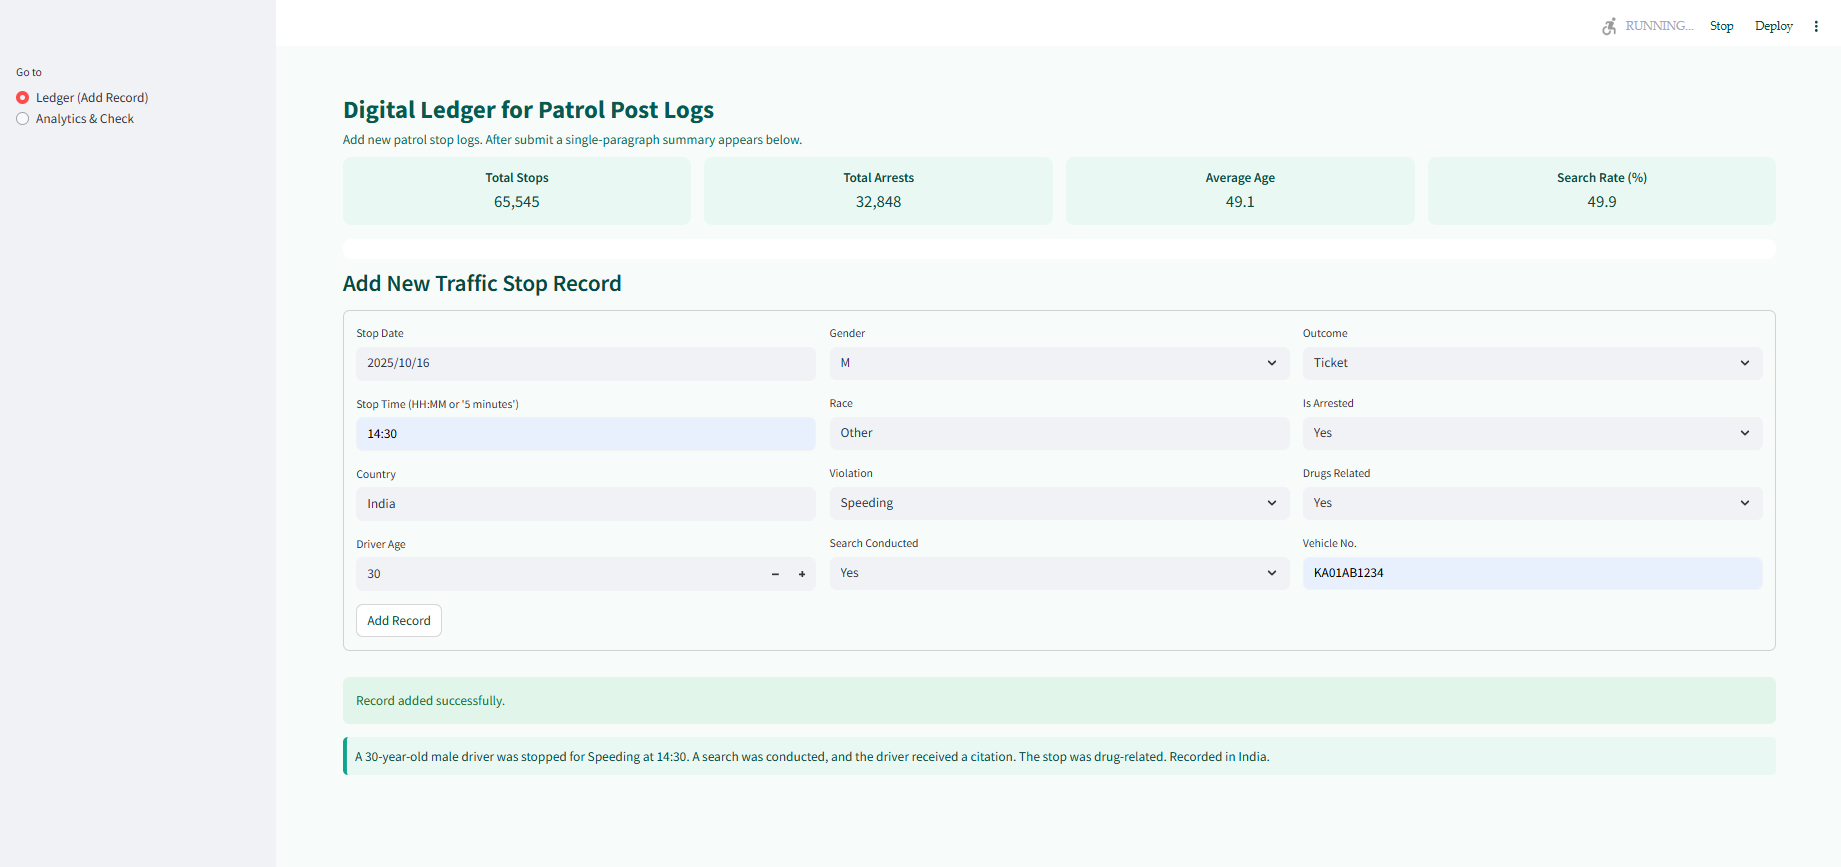 RUNNING...
Stop
Deploy
Go to
Ledger (Add Record)
Analytics & Check
Digital Ledger for Patrol Post Logs
Add new patrol stop logs. After submit a single-paragraph summary appears below.
Total Stops
65,545
Total Arrests
32,848
Average Age
49.1
Search Rate (%)
49.9
Add New Traffic Stop Record
Stop Date
2025/10/16
Gender
M
Outcome
Ticket
Stop Time (HH:MM or '5 minutes')
14:30
Race
Other
Is Arrested
Yes
Country
India
Violation
Speeding
Drugs Related
Yes
Driver Age
30
Search Conducted
Yes
Vehicle No.
KA01AB1234
Add Record
Record added successfully.
A 30-year-old male driver was stopped for Speeding at 14:30. A search was conducted, and the driver received a citation. The stop was drug-related. Recorded in India.